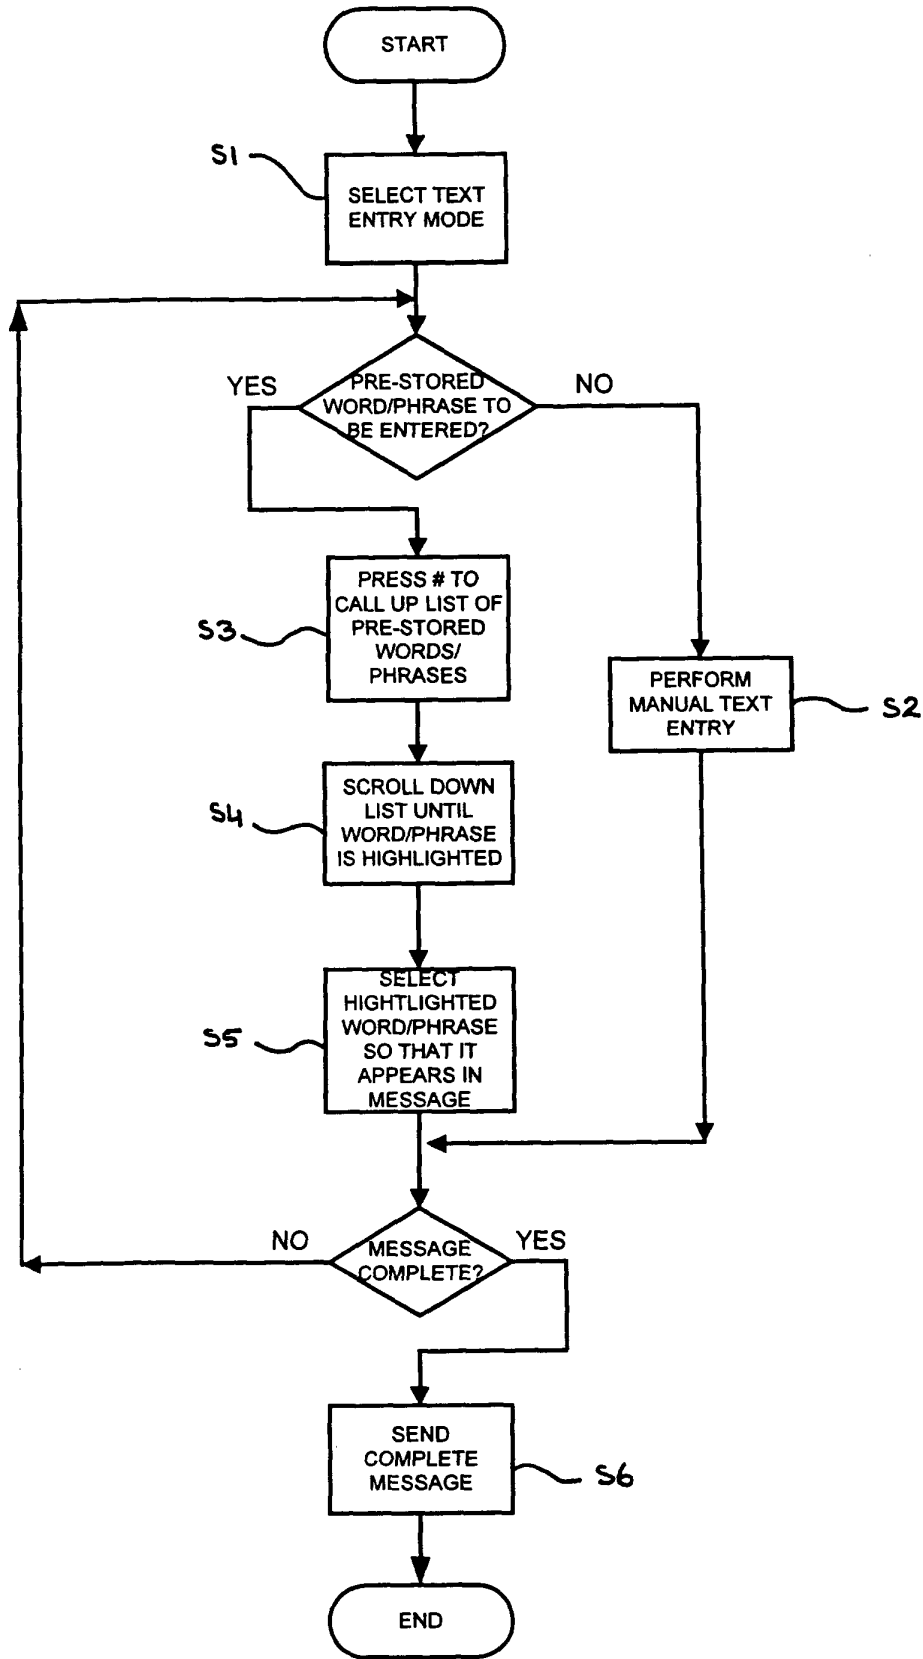 START
S1
SELECT TEXT
ENTRY MODE
YES
PRE-STORED
WORD/PHRASE TO
BE ENTERED?
NO
PRESS # TO
CALL UP LIST OF
PRE-STORED
WORDS/
PHRASES
S3
PERFORM
MANUAL TEXT
ENTRY
S2
SCROLL DOWN
LIST UNTIL
WORD/PHRASE
IS HIGHLIGHTED
S4
SELECT
HIGHTLIGHTED
WORD/PHRASE
SO THAT IT
APPEARS IN
MESSAGE
S5
NO
MESSAGE
COMPLETE?
YES
SEND
COMPLETE
MESSAGE
S6
END